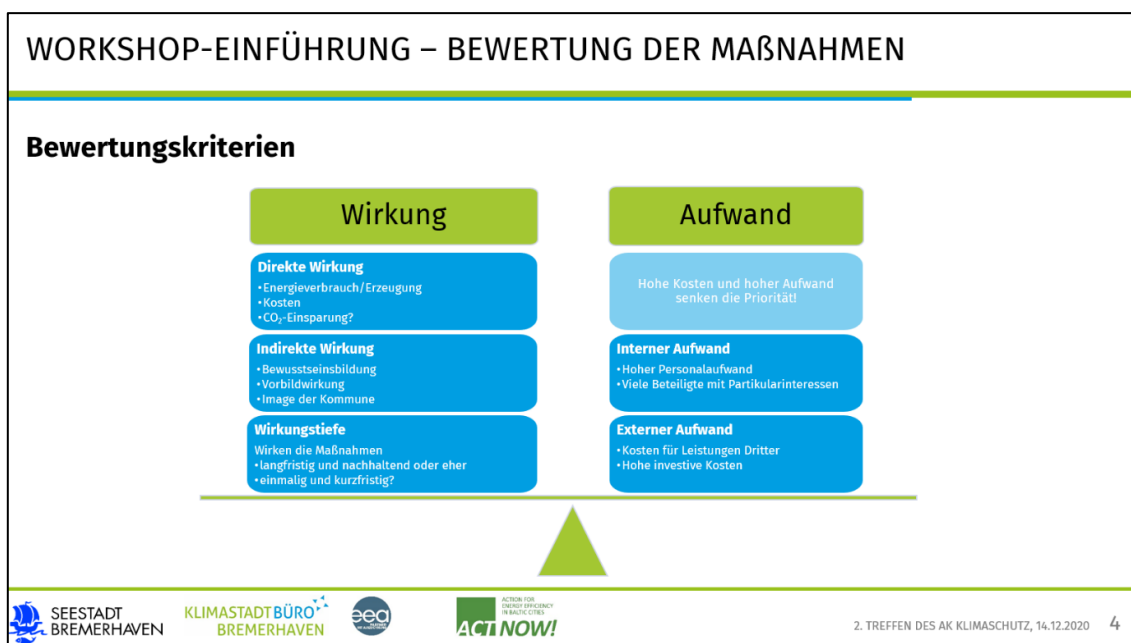 WORKSHOP-EINFÜHRUNG – BEWERTUNG DER MAßNAHMEN
Bewertungskriterien
Wirkung
Direkte Wirkung
•Energieverbrauch/Erzeugung
•Kosten
•CO₂-Einsparung?
Indirekte Wirkung
•Bewusstseinsbildung
•Vorbildwirkung
•Image der Kommune
Wirkungstiefe
Wirken die Maßnahmen
•langfristig und nachhaltend oder eher
•einmalig und kurzfristig?
Aufwand
Hohe Kosten und hoher Aufwand
senken die Priorität!
Interner Aufwand
•Hoher Personalaufwand
•Viele Beteiligte mit Partikularinteressen
Externer Aufwand
•Kosten für Leistungen Dritter
•Hohe investive Kosten
SEESTADT
BREMERHAVEN
KLIMASTADTBÜRO
BREMERHAVEN
eea
ACTION FOR
ENERGY EFFICIENCY
IN BALTIC CITIES
ACT NOW!
2. TREFFEN DES AK KLIMASCHUTZ, 14.12.2020 4